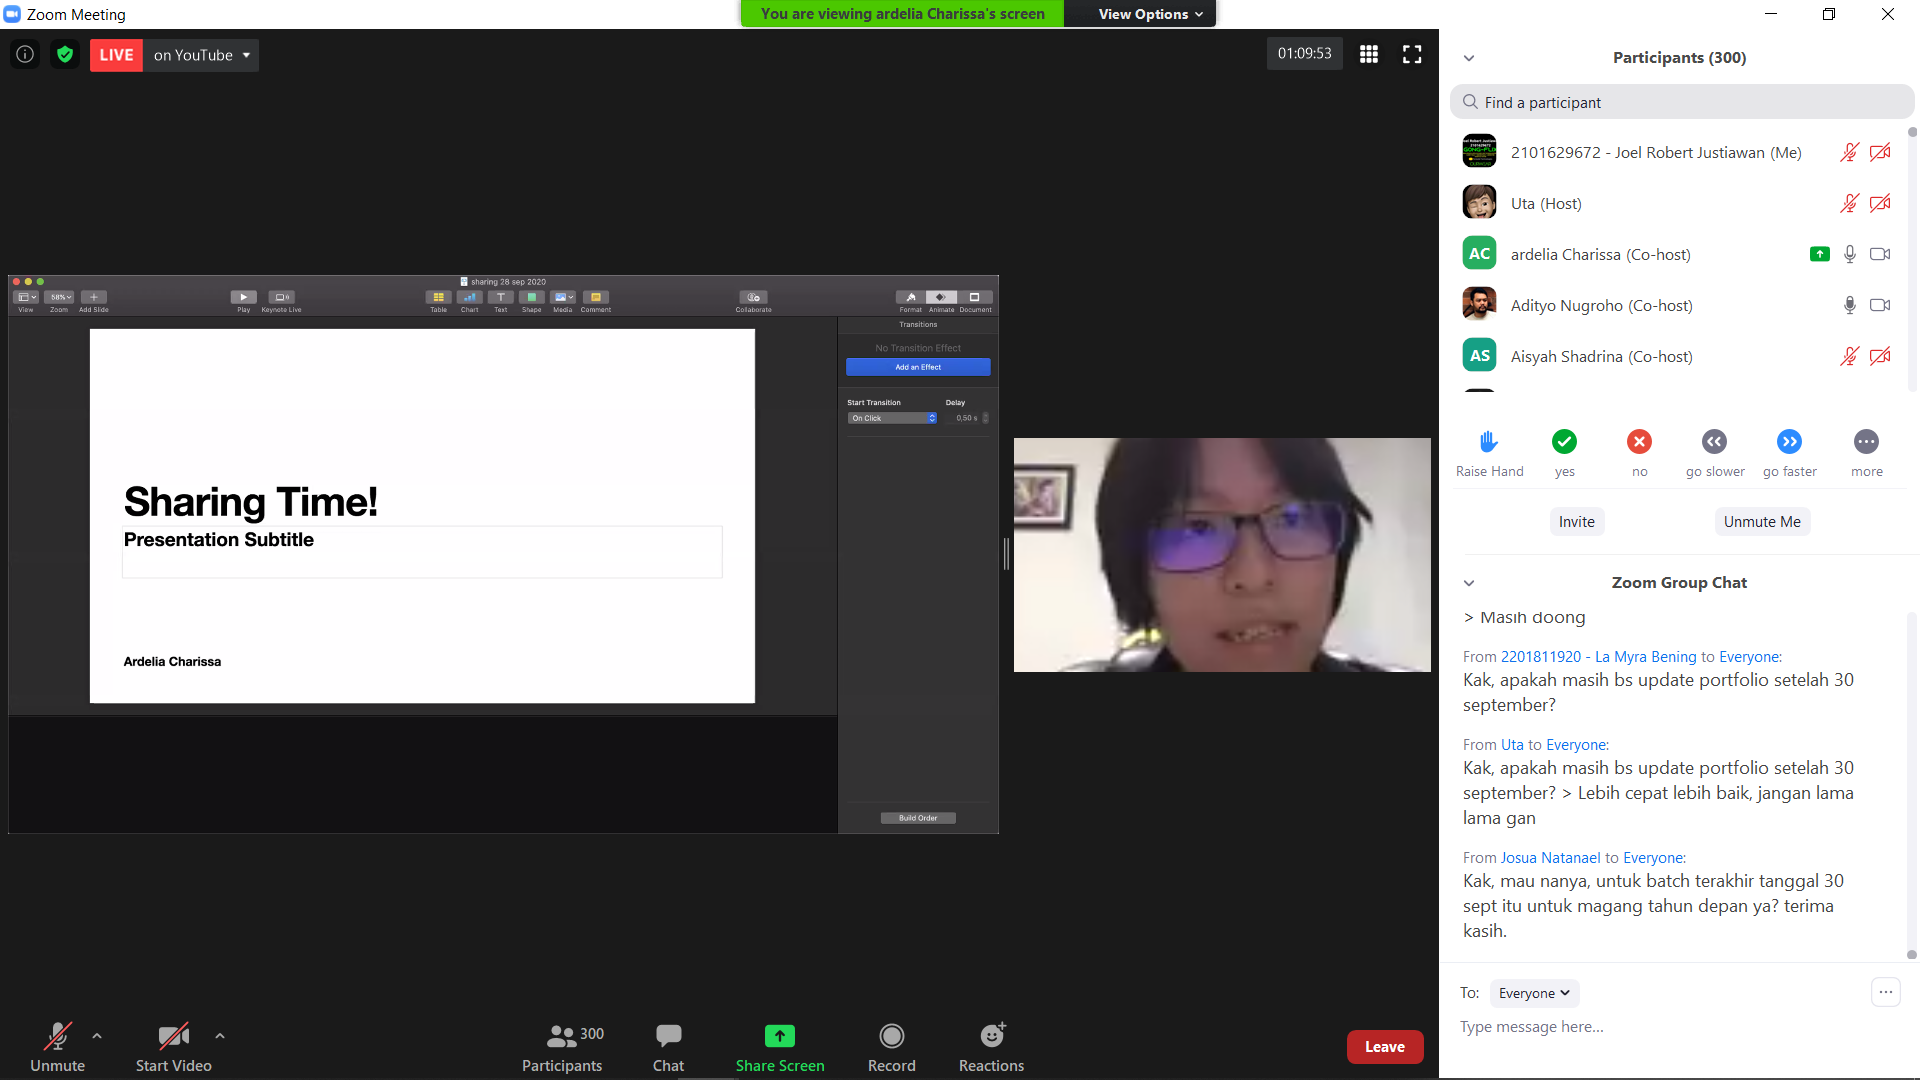 Zoom Meeting
You are viewing ardelia Charissa's screen
View Options
LIVE on YouTube
01:09:53
sharing 28 sep 2020
58%
View Zoom Add Slide Play Keynote Live Table Chart Text Shape Media Comment Collaborate Format Animate Document
Transitions
No Transition Effect
Add an Effect
Start Transition Delay
On Click 0,50 s
Build Order
Sharing Time!
Presentation Subtitle
Ardelia Charissa
Participants (300)
Find a participant
2101629672 - Joel Robert Justiawan (Me)
Uta (Host)
AC ardelia Charissa (Co-host)
Adityo Nugroho (Co-host)
AS Aisyah Shadrina (Co-host)
Raise Hand yes no go slower go faster more
Invite Unmute Me
Zoom Group Chat
> Masih doong
From 2201811920 - La Myra Bening to Everyone:
Kak, apakah masih bs update portfolio setelah 30
september?
From Uta to Everyone:
Kak, apakah masih bs update portfolio setelah 30
september? > Lebih cepat lebih baik, jangan lama
lama gan
From Josua Natanael to Everyone:
Kak, mau nanya, untuk batch terakhir tanggal 30
sept itu untuk magang tahun depan ya? terima
kasih.
To: Everyone
Type message here...
Unmute Start Video Participants 300 Chat Share Screen Record Reactions Leave